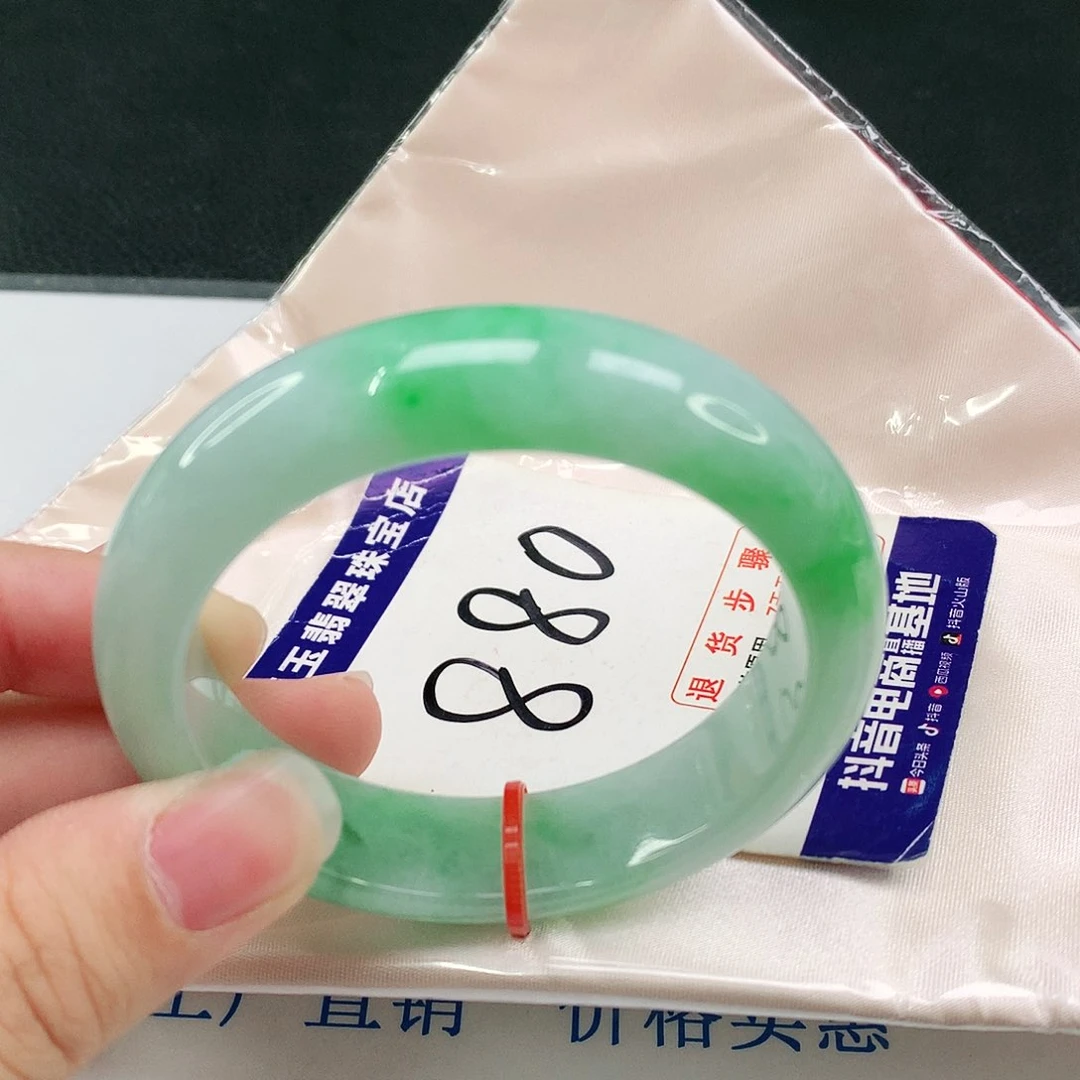 玉翡翠珠宝店
880
退货步骤
抖音电商直播基地
今日头条 抖音 西瓜视频 抖音火山版
工厂直销 价格实惠